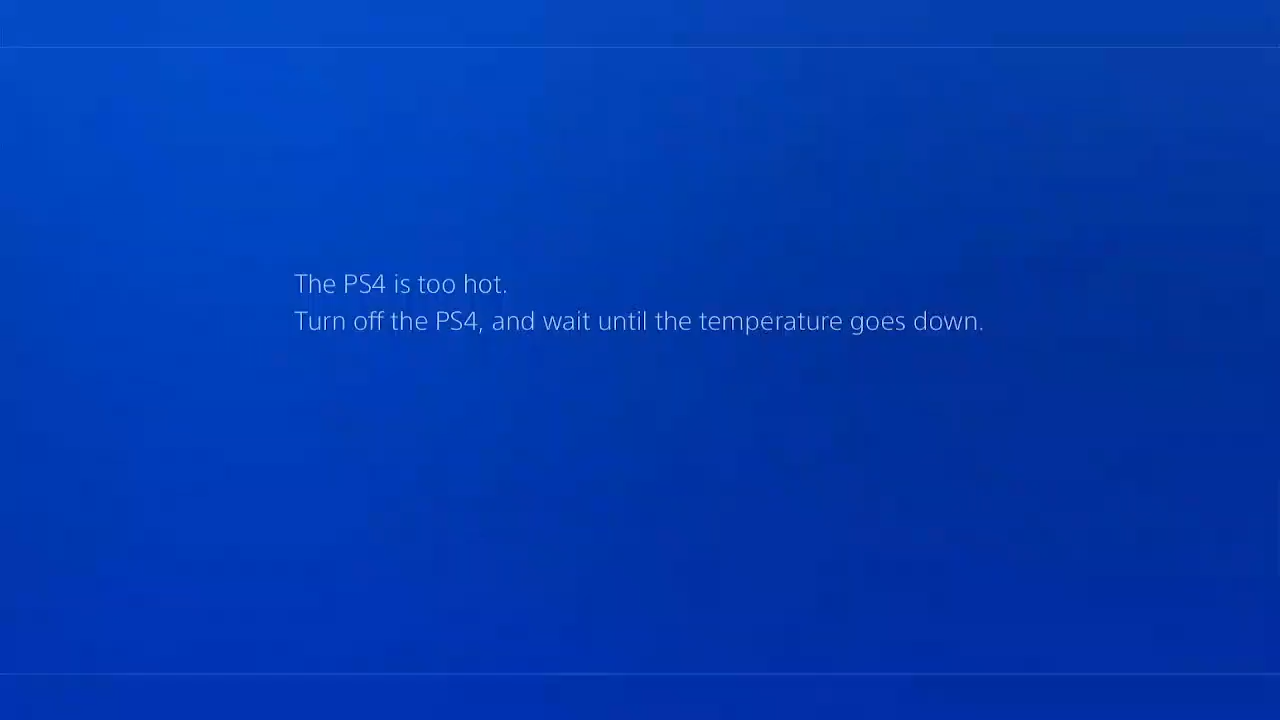 The PS4 is too hot.
Turn off the PS4, and wait until the temperature goes down.